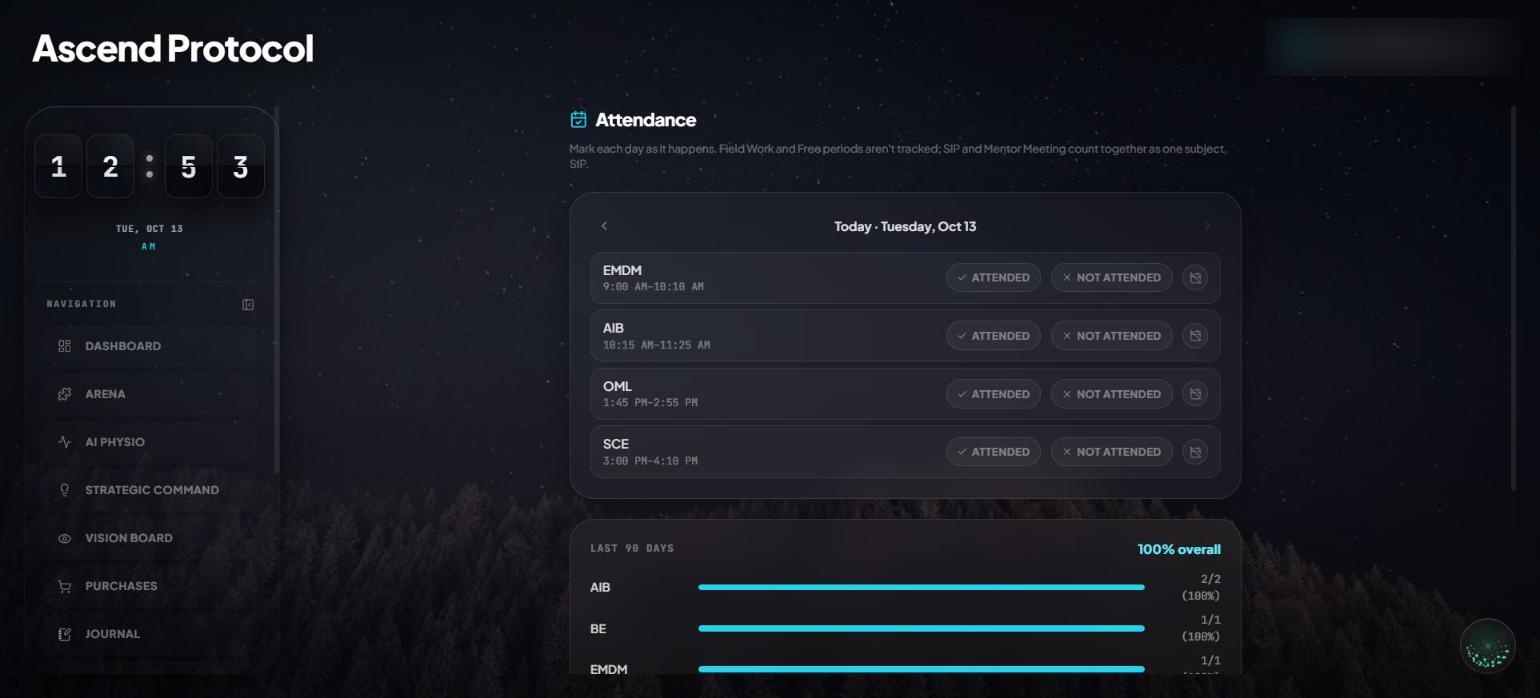 Ascend Protocol
12:53
TUE, OCT 13
AM
NAVIGATION
DASHBOARD
ARENA
AI PHYSIO
STRATEGIC COMMAND
VISION BOARD
PURCHASES
JOURNAL
Attendance
Mark each day as it happens. Field Work and Free periods aren't tracked; SIP and Mentor Meeting count together as one subject,
SIP.
Today · Tuesday, Oct 13
EMDM
9:00 AM–10:10 AM
ATTENDED NOT ATTENDED
AIB
10:15 AM–11:25 AM
ATTENDED NOT ATTENDED
OML
1:45 PM–2:55 PM
ATTENDED NOT ATTENDED
SCE
3:00 PM–4:10 PM
ATTENDED NOT ATTENDED
LAST 90 DAYS 100% overall
AIB 2/2
(100%)
BE 1/1
(100%)
EMDM 1/1